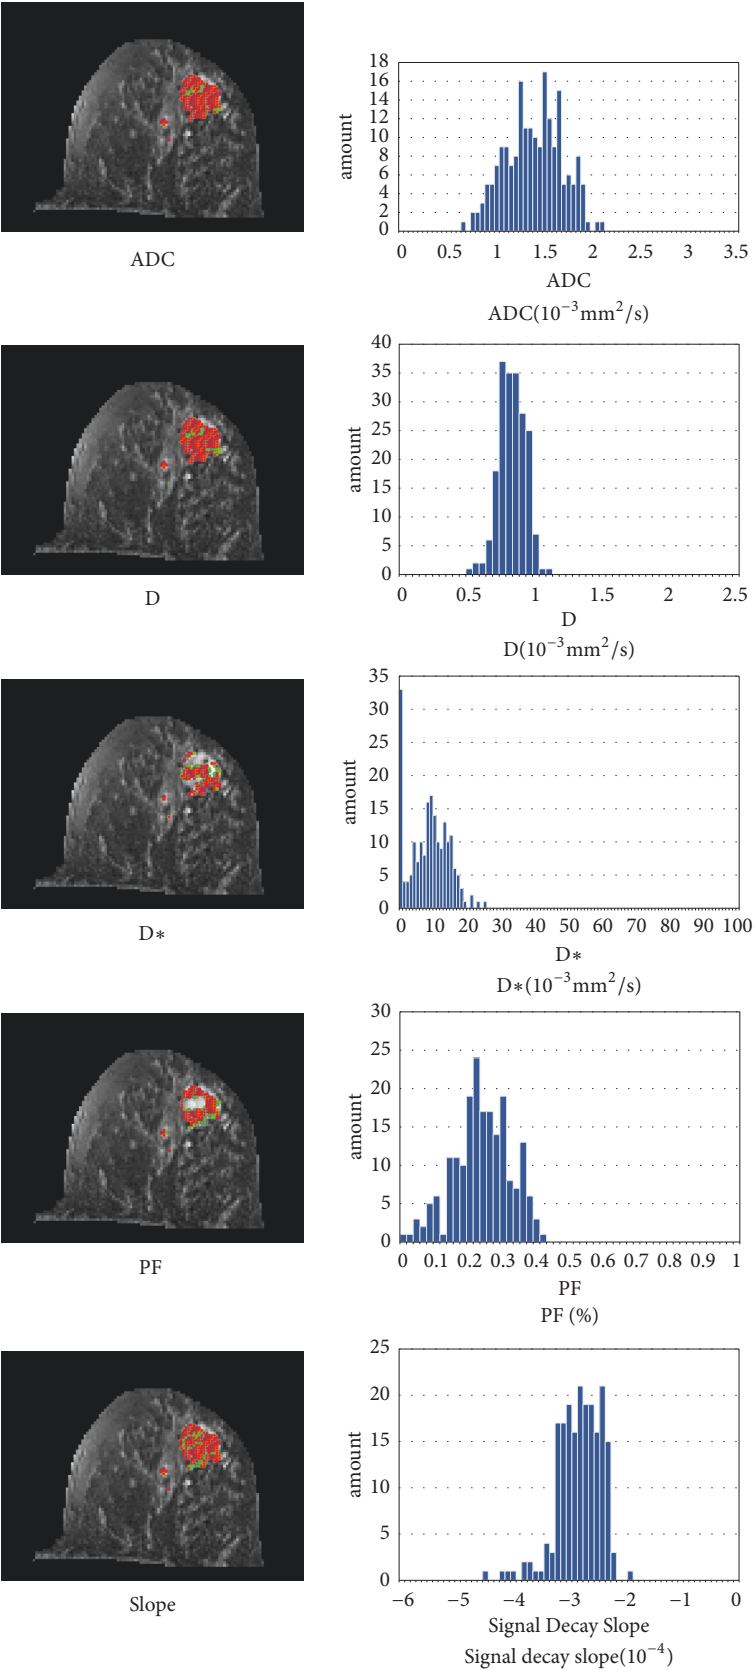 18
16
14
12
10
8
6
4
2
0
amount
0 0.5 1 1.5 2 2.5 3 3.5
ADC
ADC
ADC(10⁻³mm²/s)
40
35
30
25
20
15
10
5
0
amount
0 0.5 1 1.5 2 2.5
D
D
D(10⁻³mm²/s)
35
30
25
20
15
10
5
0
amount
0 10 20 30 40 50 60 70 80 90 100
D*
D*
D*(10⁻³mm²/s)
30
25
20
15
10
5
0
amount
0 0.1 0.2 0.3 0.4 0.5 0.6 0.7 0.8 0.9 1
PF
PF
PF (%)
25
20
15
10
5
0
amount
−6 −5 −4 −3 −2 −1 0
Slope
Signal Decay Slope
Signal decay slope(10⁻⁴)